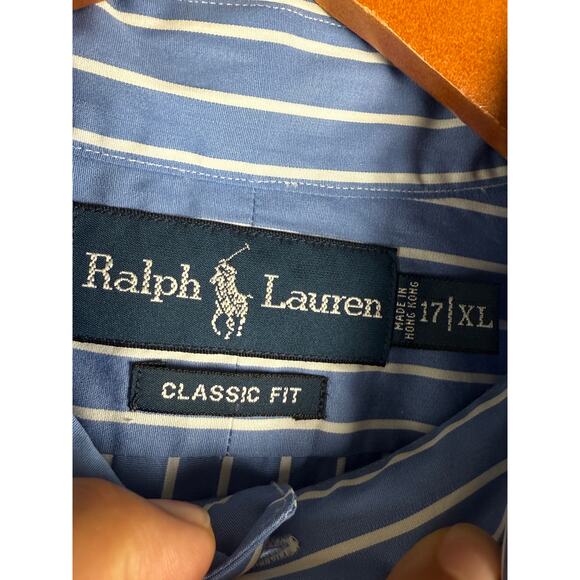 Ralph Lauren
MADE IN
HONG KONG
17 XL
CLASSIC FIT